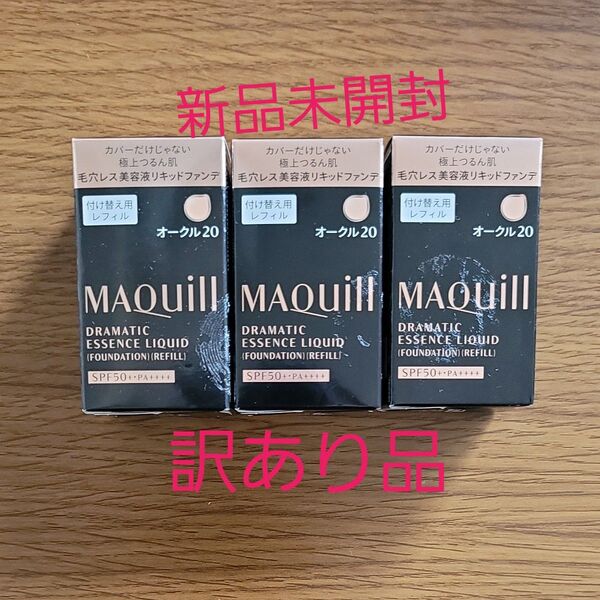 新品未開封
カバーだけじゃない
極上つるん肌
毛穴レス美容液リキッドファンデ
付け替え用
レフィル
オークル20
MAQuill
DRAMATIC
ESSENCE LIQUID
(FOUNDATION)(REFILL)
SPF50+・PA++++
カバーだけじゃない
極上つるん肌
毛穴レス美容液リキッドファンデ
付け替え用
レフィル
オークル20
MAQuill
DRAMATIC
ESSENCE LIQUID
(FOUNDATION)(REFILL)
SPF50+・PA++++
カバーだけじゃない
極上つるん肌
毛穴レス美容液リキッドファンデ
付け替え用
レフィル
オークル20
MAQuill
DRAMATIC
ESSENCE LIQUID
(FOUNDATION)(REFILL)
SPF50+・PA++++
訳あり品